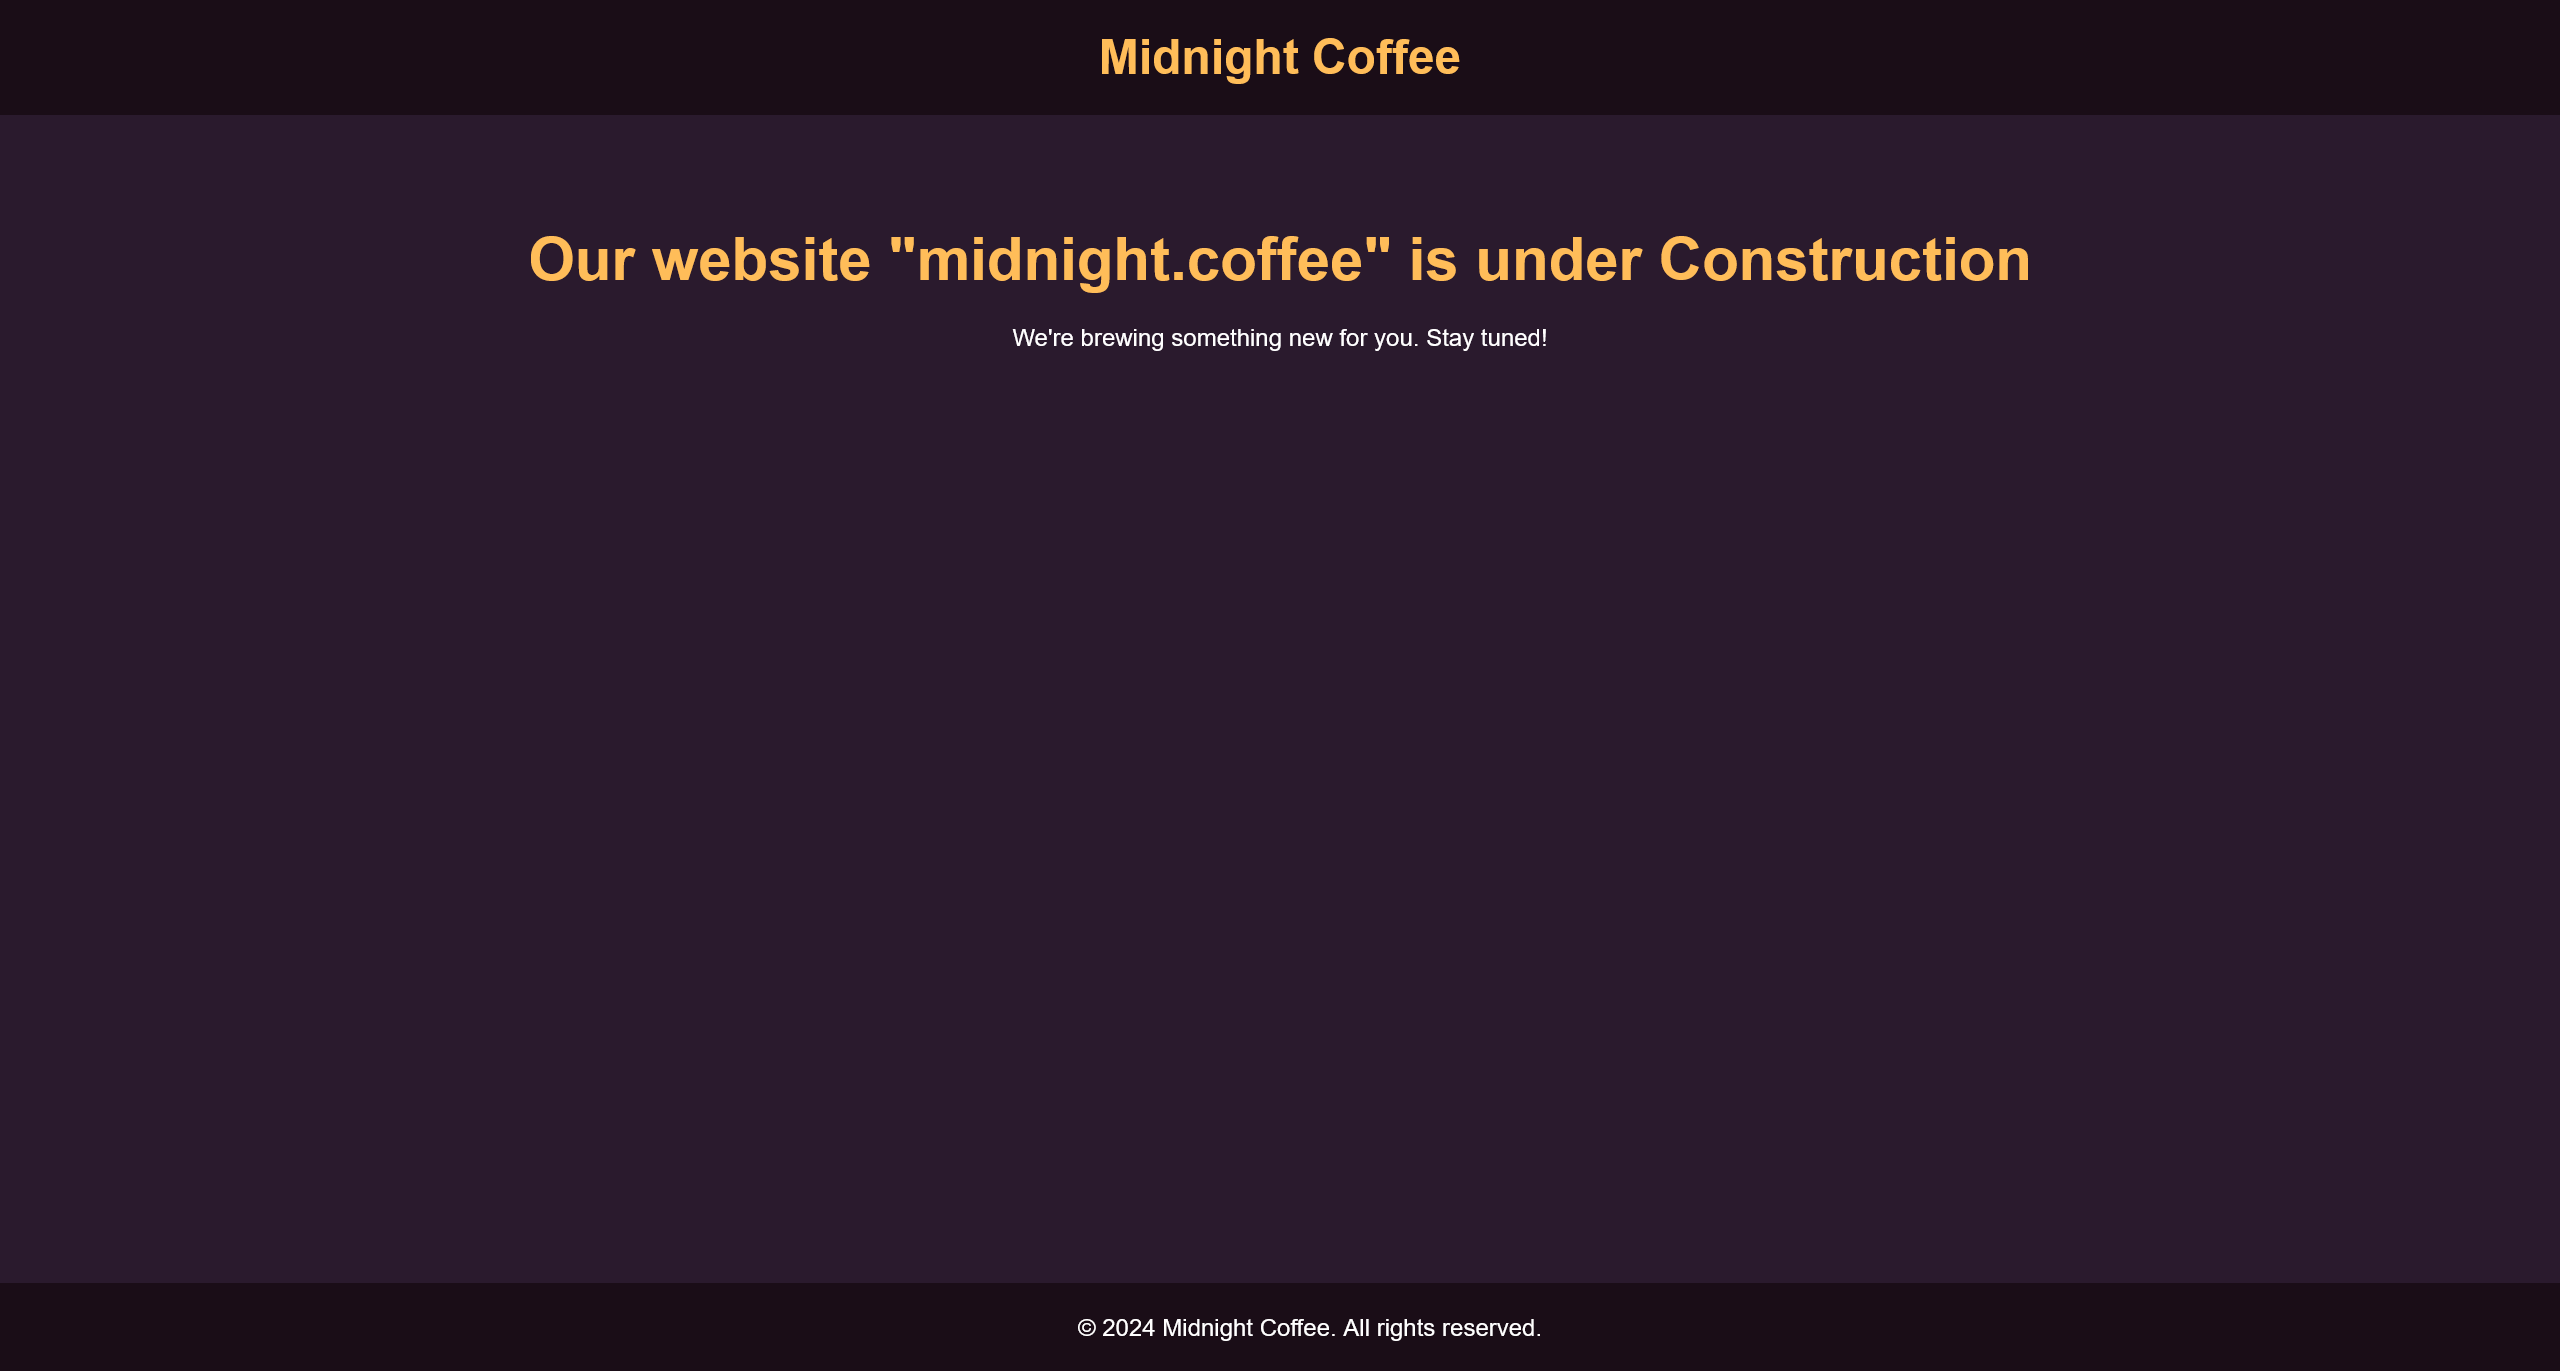 Midnight Coffee
Our website "midnight.coffee" is under Construction
We're brewing something new for you. Stay tuned!
© 2024 Midnight Coffee. All rights reserved.